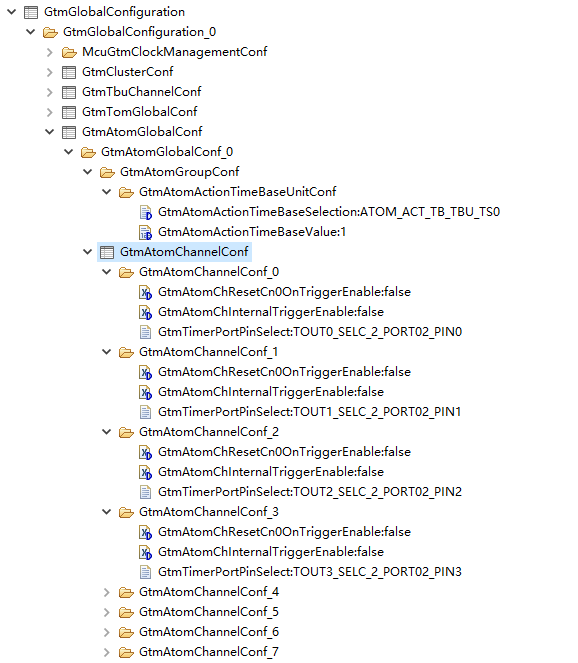 GtmGlobalConfiguration
GtmGlobalConfiguration_0
McuGtmClockManagementConf
GtmClusterConf
GtmTbuChannelConf
GtmTomGlobalConf
GtmAtomGlobalConf
GtmAtomGlobalConf_0
GtmAtomGroupConf
GtmAtomActionTimeBaseUnitConf
GtmAtomActionTimeBaseSelection:ATOM_ACT_TB_TBU_TS0
GtmAtomActionTimeBaseValue:1
GtmAtomChannelConf
GtmAtomChannelConf_0
GtmAtomChResetCn0OnTriggerEnable:false
GtmAtomChInternalTriggerEnable:false
GtmTimerPortPinSelect:TOUT0_SELC_2_PORT02_PIN0
GtmAtomChannelConf_1
GtmAtomChResetCn0OnTriggerEnable:false
GtmAtomChInternalTriggerEnable:false
GtmTimerPortPinSelect:TOUT1_SELC_2_PORT02_PIN1
GtmAtomChannelConf_2
GtmAtomChResetCn0OnTriggerEnable:false
GtmAtomChInternalTriggerEnable:false
GtmTimerPortPinSelect:TOUT2_SELC_2_PORT02_PIN2
GtmAtomChannelConf_3
GtmAtomChResetCn0OnTriggerEnable:false
GtmAtomChInternalTriggerEnable:false
GtmTimerPortPinSelect:TOUT3_SELC_2_PORT02_PIN3
GtmAtomChannelConf_4
GtmAtomChannelConf_5
GtmAtomChannelConf_6
GtmAtomChannelConf_7